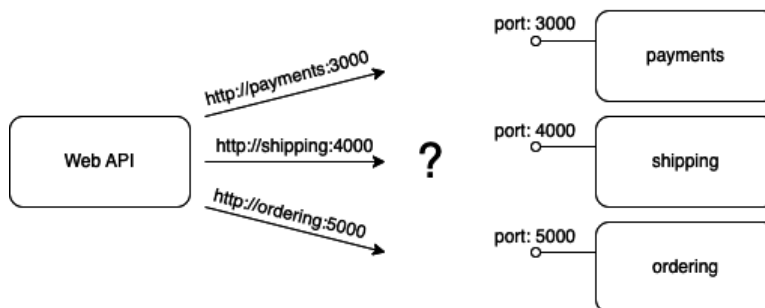 port: 3000
payments
http://payments:3000
Web API
http://shipping:4000
?
port: 4000
shipping
http://ordering:5000
port: 5000
ordering